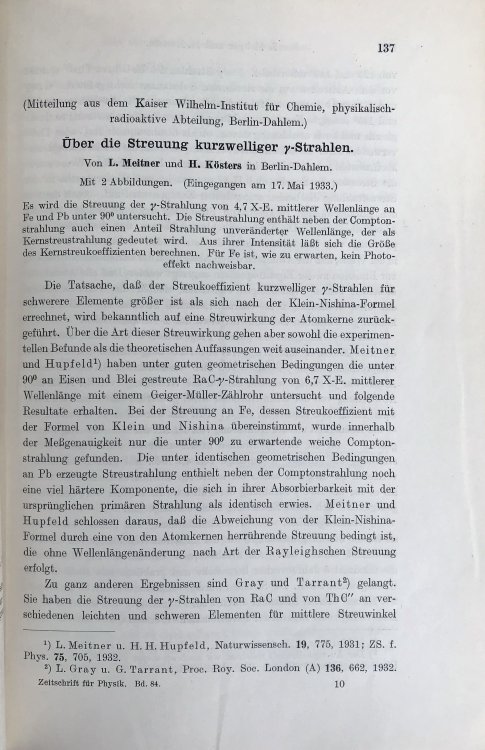 137
(Mitteilung aus dem Kaiser Wilhelm-Institut für Chemie, physikalisch-
radioaktive Abteilung, Berlin-Dahlem.)
Über die Streuung kurzwelliger γ-Strahlen.
Von L. Meitner und H. Kösters in Berlin-Dahlem.
Mit 2 Abbildungen. (Eingegangen am 17. Mai 1933.)
Es wird die Streuung der γ-Strahlung von 4,7 X-E. mittlerer Wellenlänge an
Fe und Pb unter 90⁰ untersucht. Die Streustrahlung enthält neben der Compton-
strahlung auch einen Anteil Strahlung unveränderter Wellenlänge, der als
Kernstreustrahlung gedeutet wird. Aus ihrer Intensität läßt sich die Größe
des Kernstreukoeffizienten berechnen. Für Fe ist, wie zu erwarten, kein Photo-
effekt nachweisbar.
Die Tatsache, daß der Streukoeffizient kurzwelliger γ-Strahlen für
schwerere Elemente größer ist als sich nach der Klein-Nishina-Formel
errechnet, wird bekanntlich auf eine Streuwirkung der Atomkerne zurück-
geführt. Über die Art dieser Streuwirkung gehen aber sowohl die experimen-
tellen Befunde als die theoretischen Auffassungen weit auseinander. Meitner
und Hupfeld¹) haben unter guten geometrischen Bedingungen die unter
90⁰ an Eisen und Blei gestreute RaC-γ-Strahlung von 6,7 X-E. mittlerer
Wellenlänge mit einem Geiger-Müller-Zählrohr untersucht und folgende
Resultate erhalten. Bei der Streuung an Fe, dessen Streukoeffizient mit
der Formel von Klein und Nishina übereinstimmt, wurde innerhalb
der Meßgenauigkeit nur die unter 90⁰ zu erwartende weiche Compton-
strahlung gefunden. Die unter identischen geometrischen Bedingungen
an Pb erzeugte Streustrahlung enthielt neben der Comptonstrahlung noch
eine viel härtere Komponente, die sich in ihrer Absorbierbarkeit mit der
ursprünglichen primären Strahlung als identisch erwies. Meitner und
Hupfeld schlossen daraus, daß die Abweichung von der Klein-Nishina-
Formel durch eine von den Atomkernen herrührende Streuung bedingt ist,
die ohne Wellenlängenänderung nach Art der Rayleighschen Streuung
erfolgt.
Zu ganz anderen Ergebnissen sind Gray und Tarrant²) gelangt.
Sie haben die Streuung der γ-Strahlen von RaC und von ThC″ an ver-
schiedenen leichten und schweren Elementen für mittlere Streuwinkel
¹) L. Meitner u. H. H. Hupfeld, Naturwissensch. 19, 775, 1931; ZS. f.
Phys. 75, 705, 1932.
²) L. Gray u. G. Tarrant, Proc. Roy. Soc. London (A) 136, 662, 1932.
Zeitschrift für Physik. Bd. 84. 10